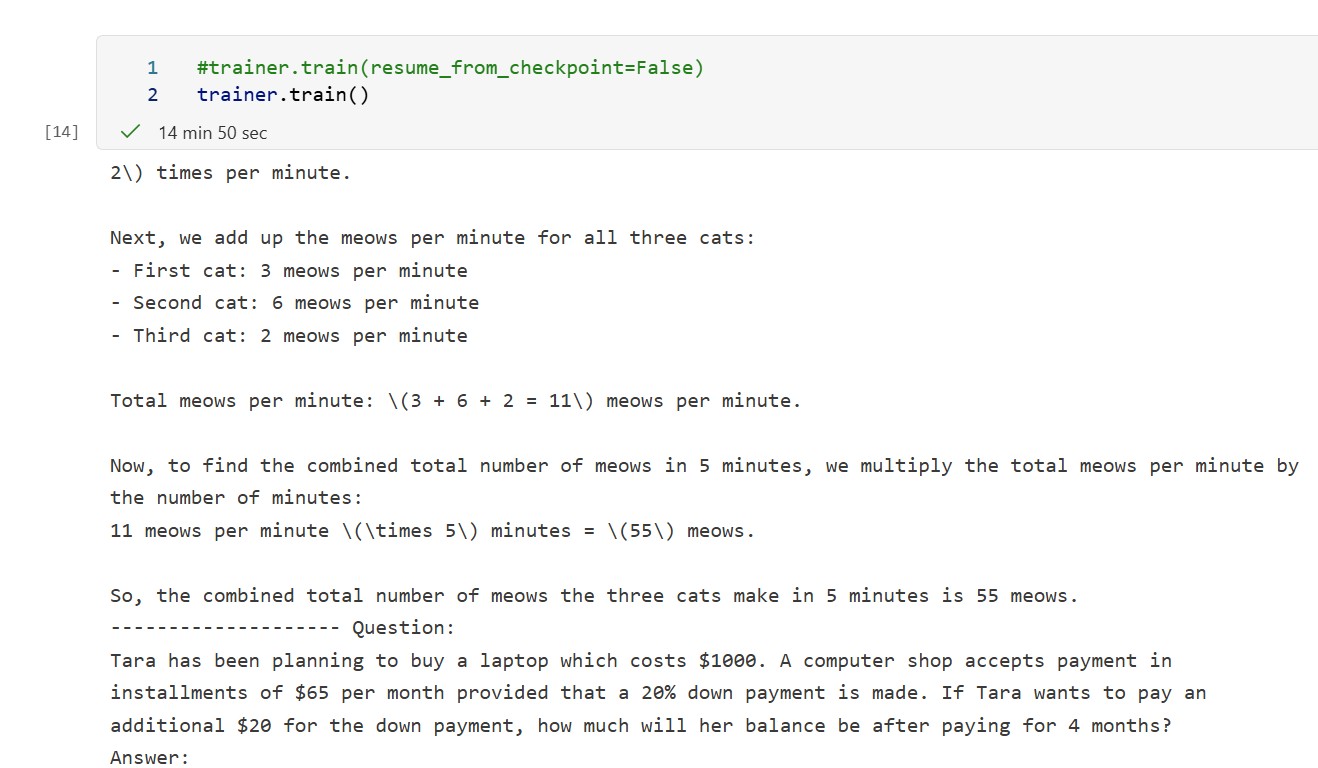 1 #trainer.train(resume_from_checkpoint=False)
2 trainer.train()
[14] 14 min 50 sec
2\) times per minute.
Next, we add up the meows per minute for all three cats:
- First cat: 3 meows per minute
- Second cat: 6 meows per minute
- Third cat: 2 meows per minute
Total meows per minute: \(3 + 6 + 2 = 11\) meows per minute.
Now, to find the combined total number of meows in 5 minutes, we multiply the total meows per minute by
the number of minutes:
11 meows per minute \(\times 5\) minutes = \(55\) meows.
So, the combined total number of meows the three cats make in 5 minutes is 55 meows.
-------------------- Question:
Tara has been planning to buy a laptop which costs $1000. A computer shop accepts payment in
installments of $65 per month provided that a 20% down payment is made. If Tara wants to pay an
additional $20 for the down payment, how much will her balance be after paying for 4 months?
Answer: